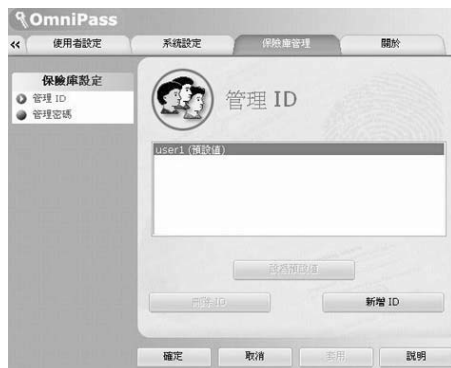 OmniPass
« 使用者設定 系統設定 保險庫管理 關於
保險庫設定
管理 ID
管理密碼
管理 ID
user1 (預設值)
設為預設值
刪除 ID 新增 ID
確定 取消 套用 說明